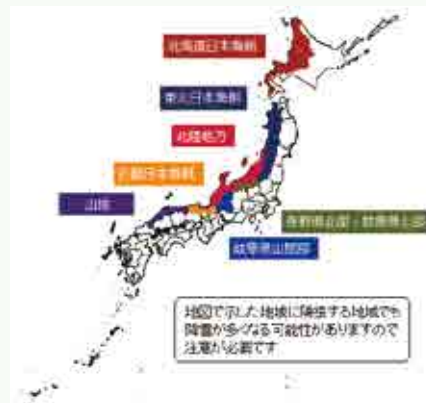 北海道日本海側
東北日本海側
北陸地方
近畿日本海側
山陰
長野県北部・群馬県北部
岐阜県山間部
地図で示した地域に隣接する地域でも
降雪が多くなる可能性がありますので
注意が必要です